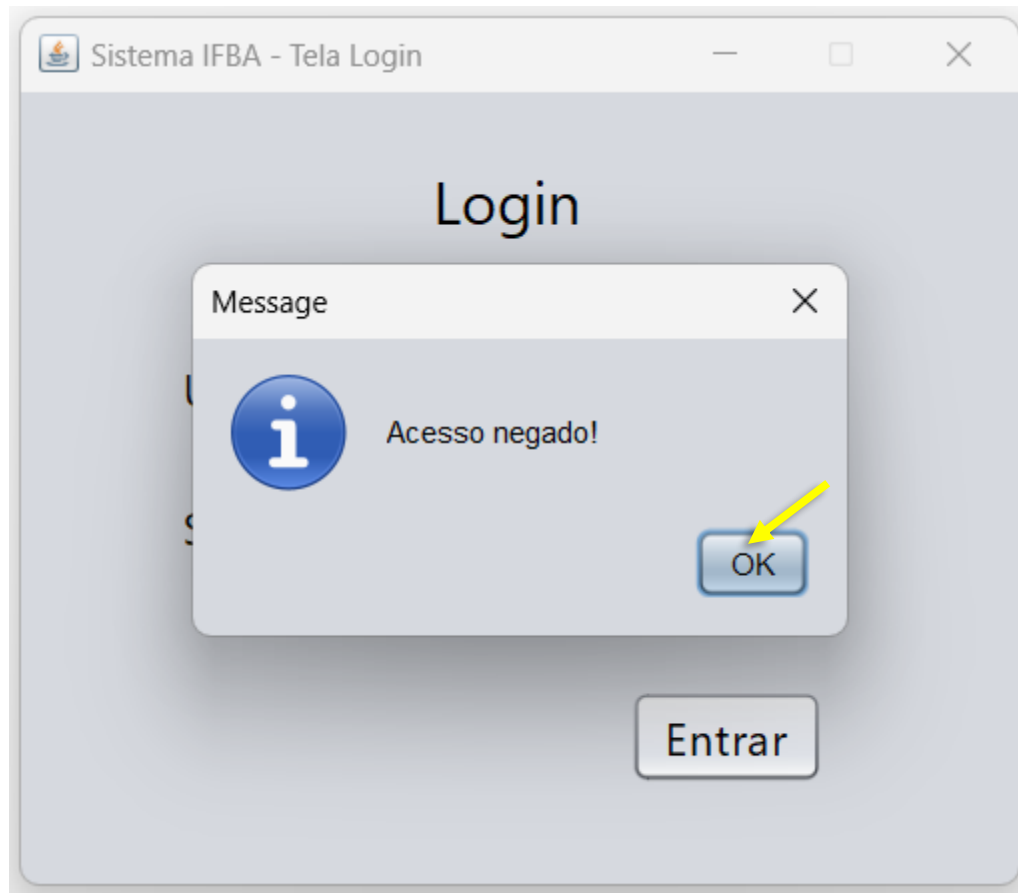 Sistema IFBA - Tela Login
Login
Message
Acesso negado!
OK
Entrar